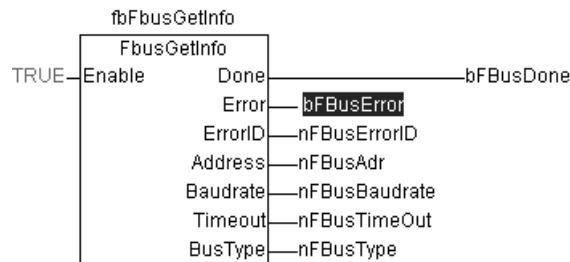 fbFbusGetInfo
FbusGetInfo
TRUE Enable Done bFBusDone
Error bFBusError
ErrorID nFBusErrorID
Address nFBusAdr
Baudrate nFBusBaudrate
Timeout nFBusTimeOut
BusType nFBusType